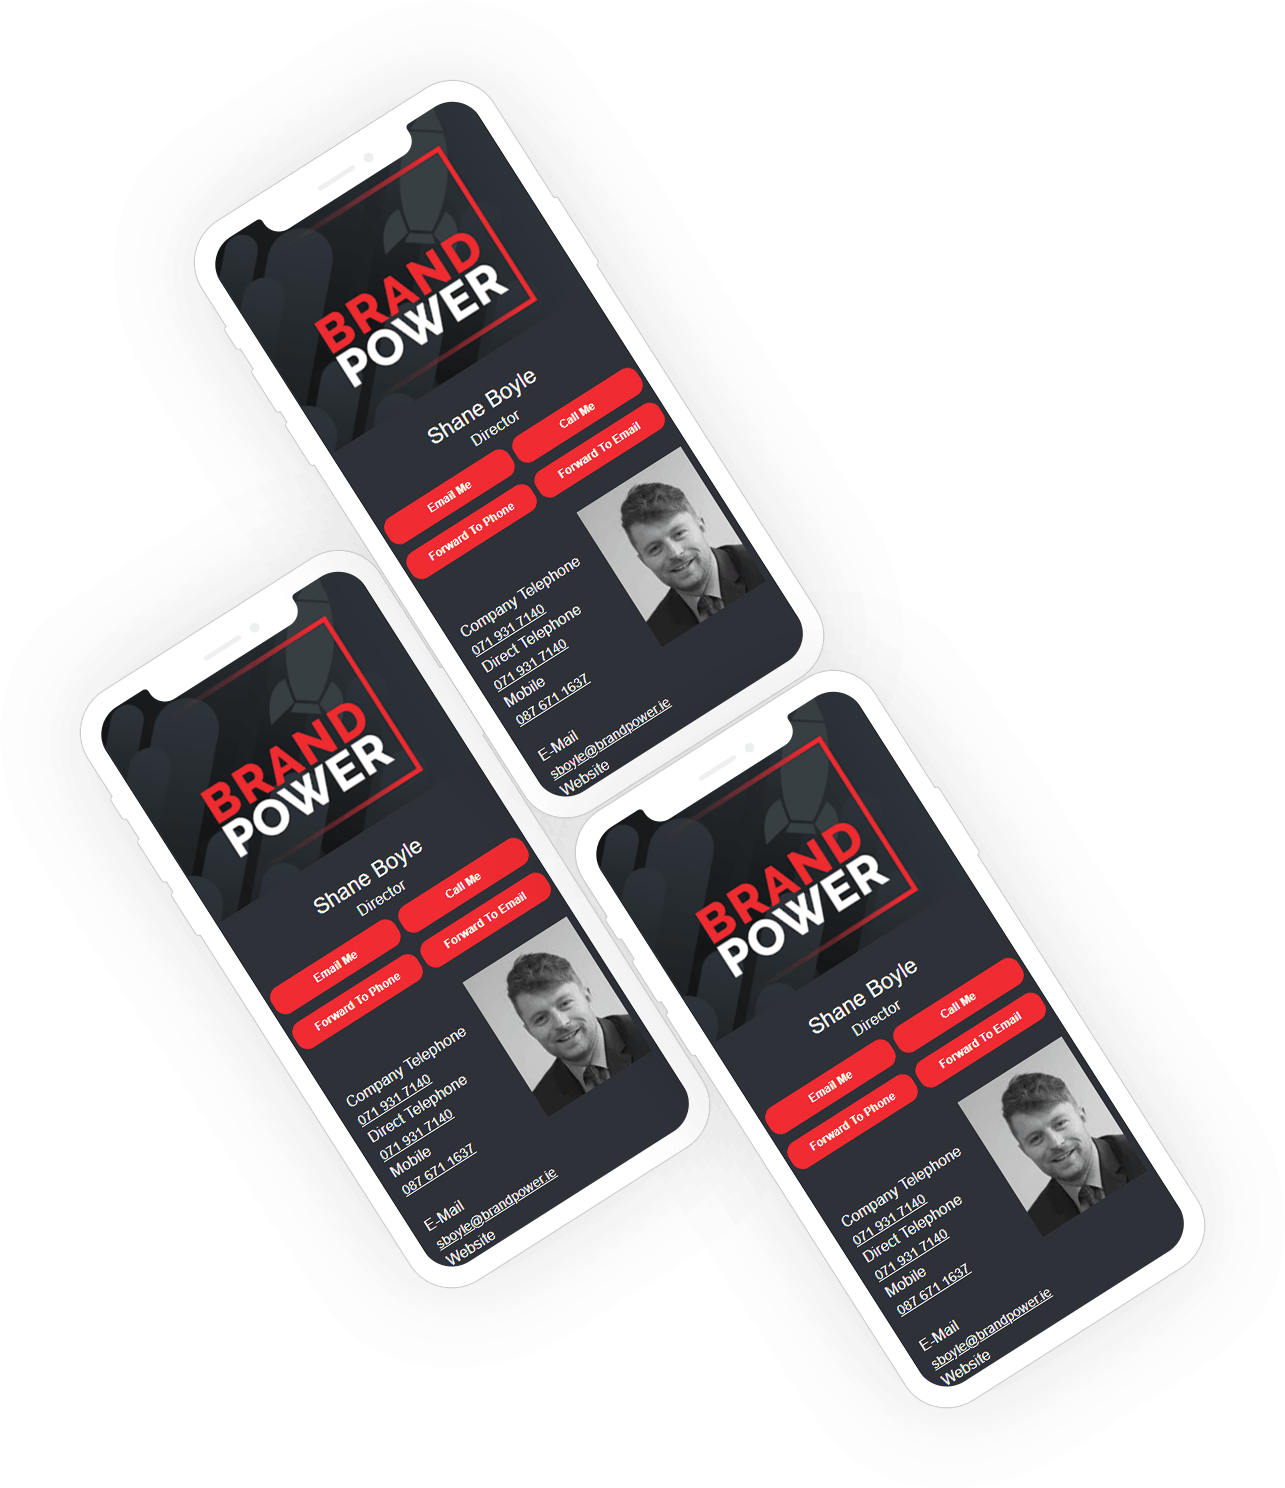 BRAND
POWER
Shane Boyle
Director
Email Me
Call Me
Forward To Phone
Forward To Email
Company Telephone
071 931 7140
Direct Telephone
071 931 7140
Mobile
087 671 1637
E-Mail
sboyle@brandpower.ie
Website
BRAND
POWER
Shane Boyle
Director
Email Me
Call Me
Forward To Phone
Forward To Email
Company Telephone
071 931 7140
Direct Telephone
071 931 7140
Mobile
087 671 1637
E-Mail
sboyle@brandpower.ie
Website
BRAND
POWER
Shane Boyle
Director
Email Me
Call Me
Forward To Phone
Forward To Email
Company Telephone
071 931 7140
Direct Telephone
071 931 7140
Mobile
087 671 1637
E-Mail
sboyle@brandpower.ie
Website